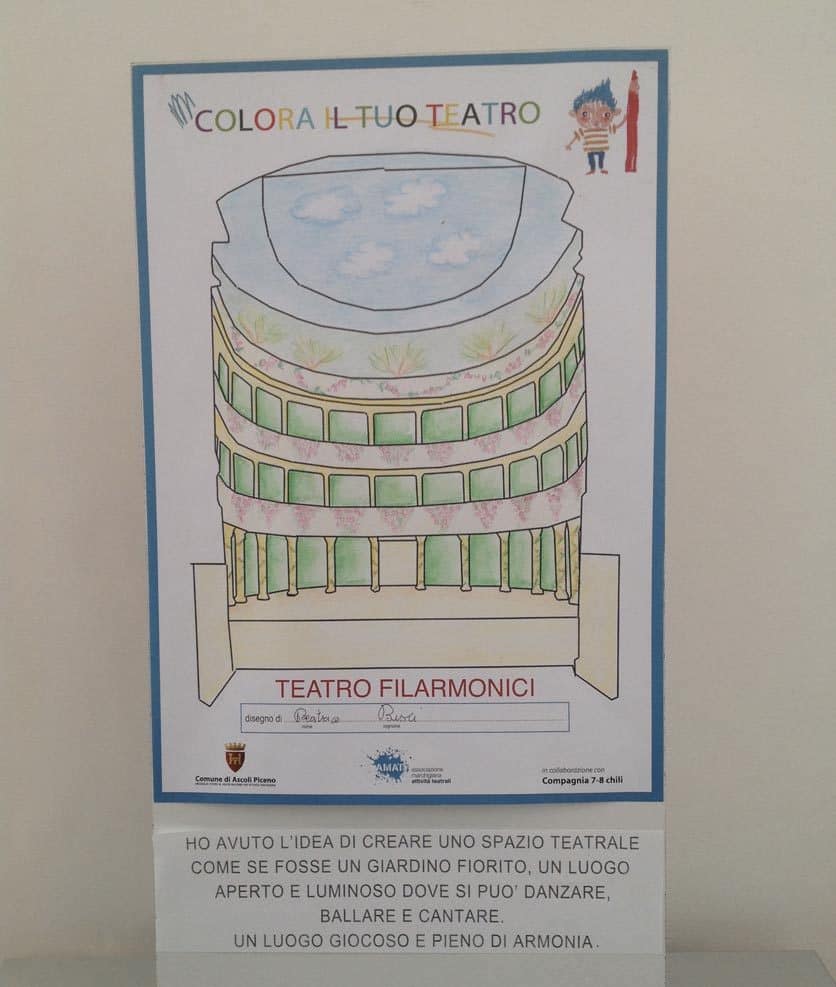 COLORA IL TUO TEATRO
TEATRO FILARMONICI
disegno di Beatrice
nome cognome
Comune di Ascoli Piceno
AMAT associazione
marchigiana
attività teatrali
in collaborazione con
Compagnia 7-8 chili
HO AVUTO L'IDEA DI CREARE UNO SPAZIO TEATRALE
COME SE FOSSE UN GIARDINO FIORITO, UN LUOGO
APERTO E LUMINOSO DOVE SI PUO' DANZARE,
BALLARE E CANTARE.
UN LUOGO GIOCOSO E PIENO DI ARMONIA.